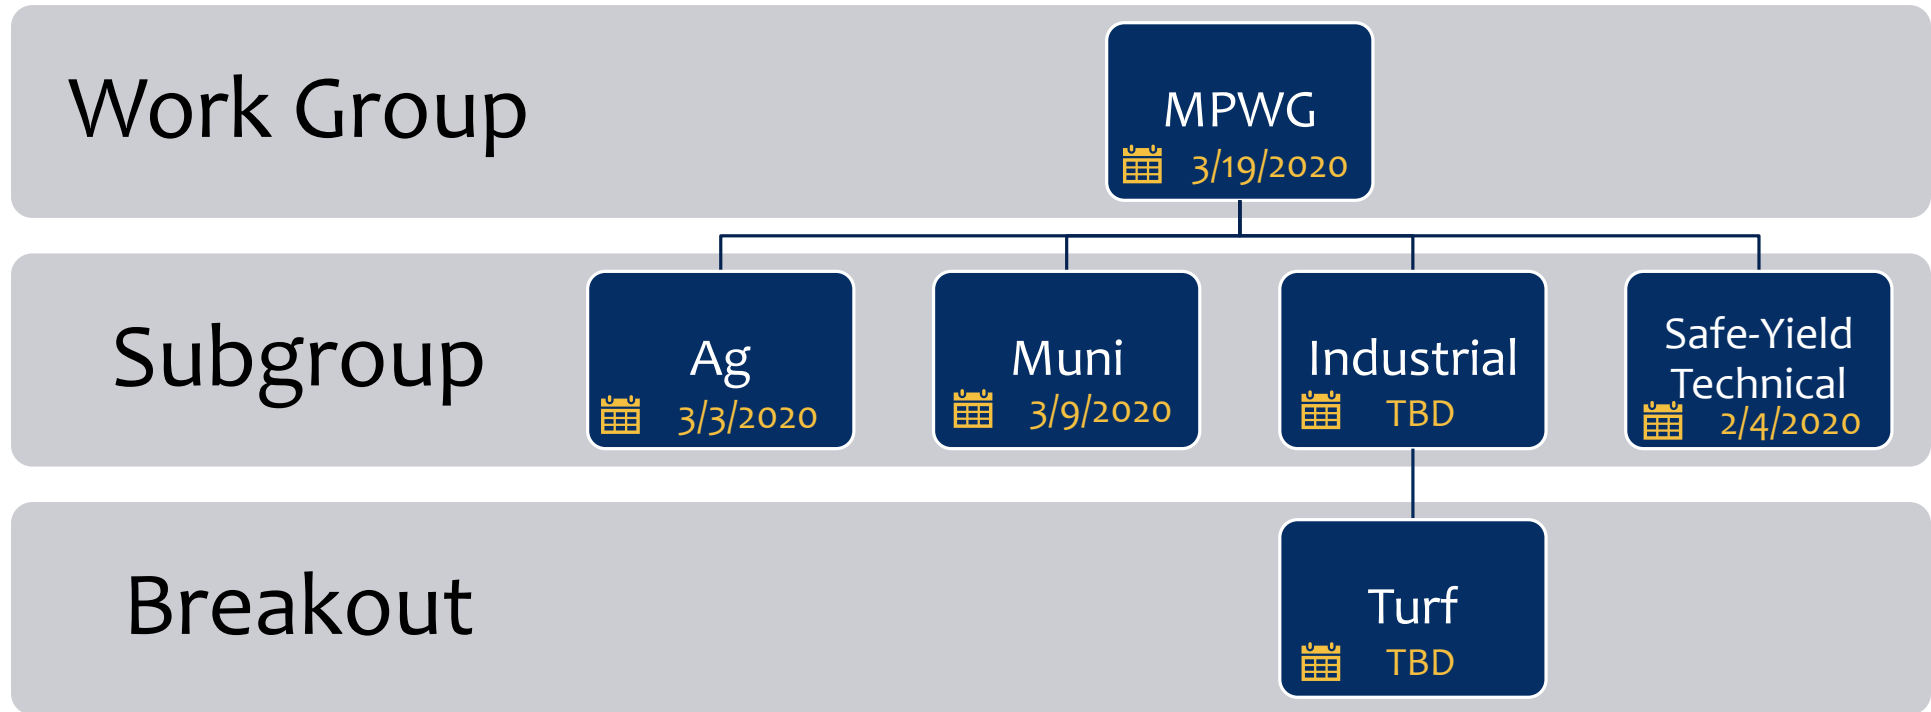 Work Group
MPWG
3/19/2020
Subgroup
Ag
3/3/2020
Muni
3/9/2020
Industrial
TBD
Safe-Yield
Technical
2/4/2020
Breakout
Turf
TBD